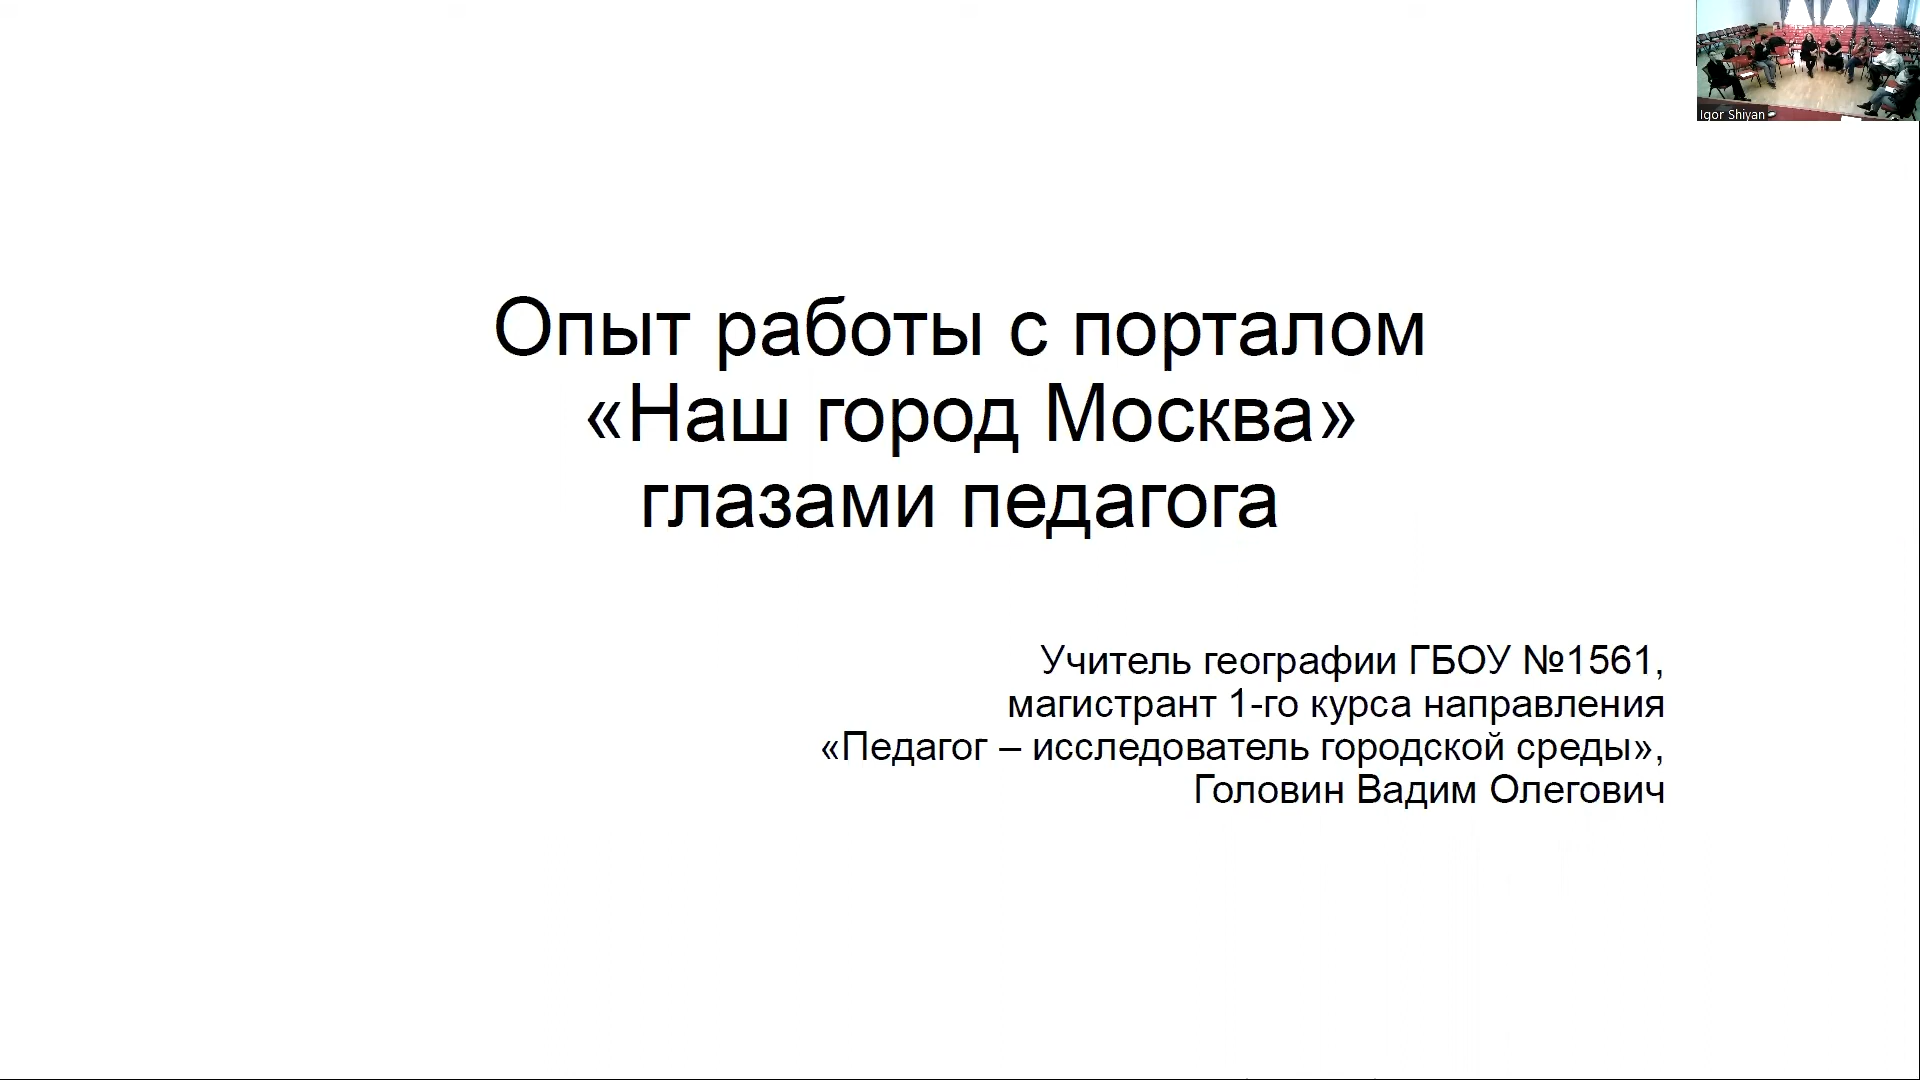 Igor Shiyan
Опыт работы с порталом
«Наш город Москва»
глазами педагога
Учитель географии ГБОУ №1561,
магистрант 1-го курса направления
«Педагог – исследователь городской среды»,
Головин Вадим Олегович